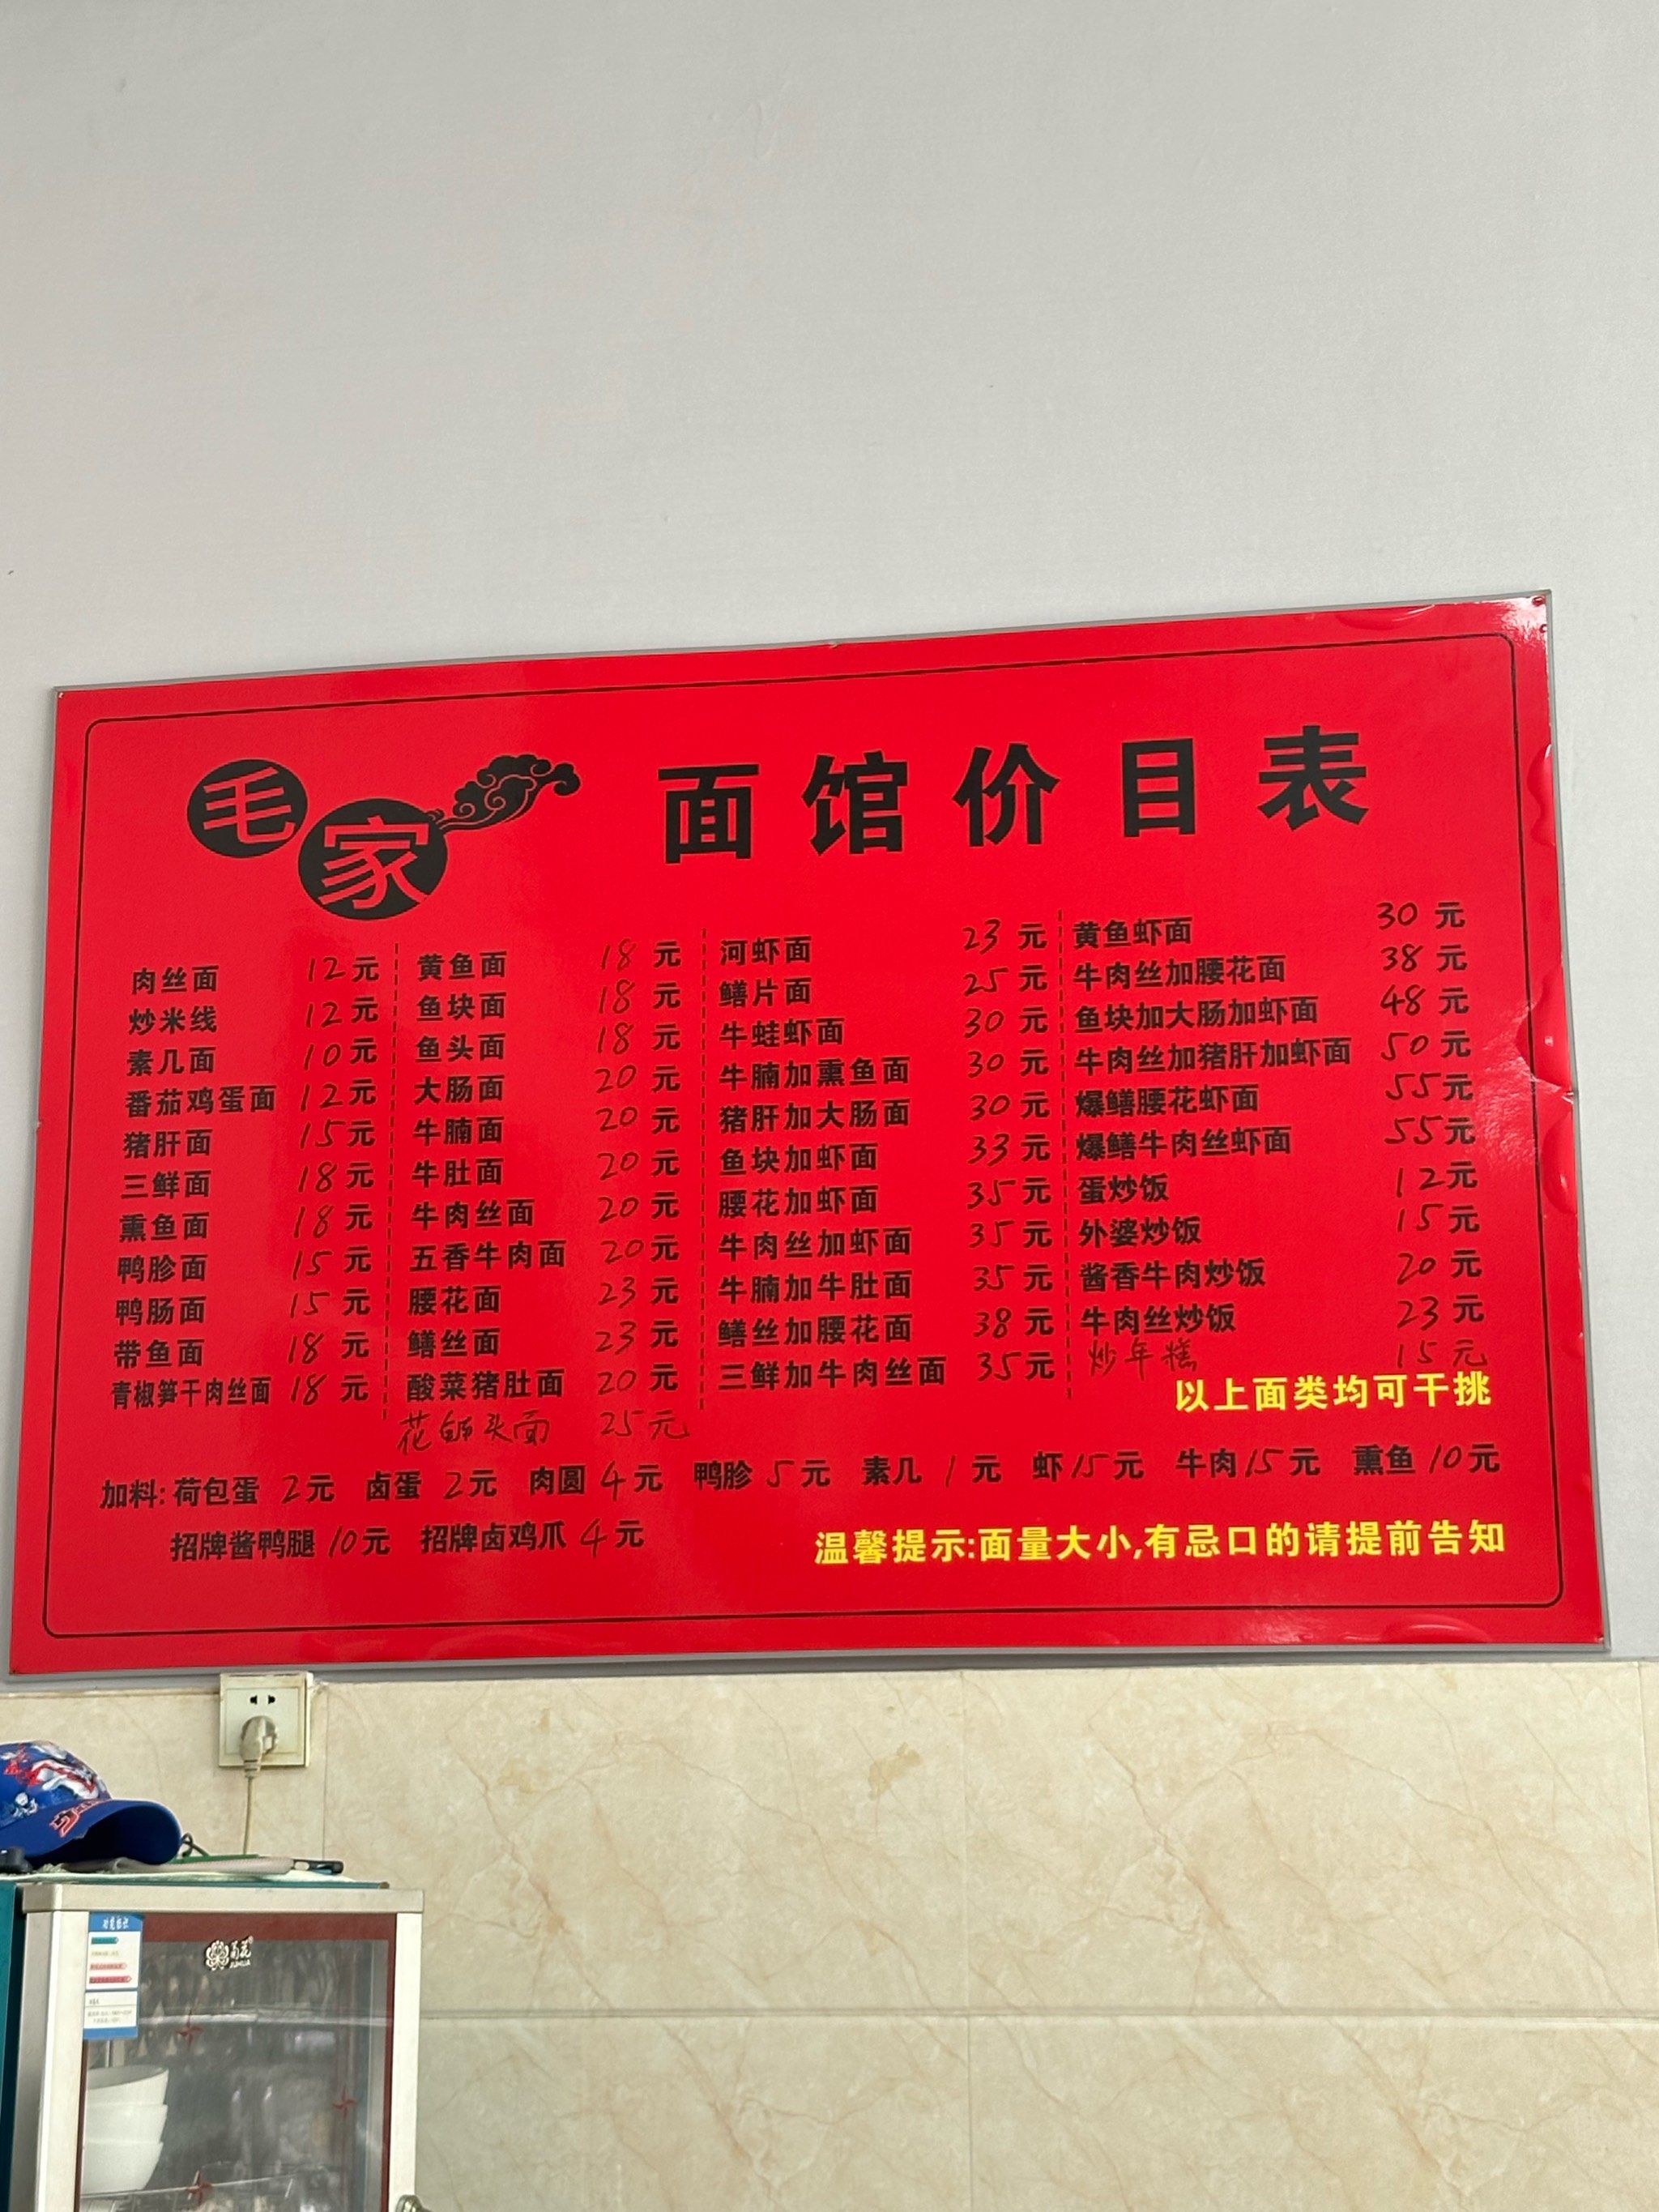 毛家 面馆价目表
肉丝面 12元
炒米线 12元
素几面 10元
番茄鸡蛋面 12元
猪肝面 15元
三鲜面 18元
熏鱼面 18元
鸭胗面 15元
鸭肠面 15元
带鱼面 18元
青椒笋干肉丝面 18元
黄鱼面 18元
鱼块面 18元
鱼头面 18元
大肠面 20元
牛腩面 20元
牛肚面 20元
牛肉丝面 20元
五香牛肉面 20元
腰花面 23元
鳝丝面 23元
酸菜猪肚面 20元
花鲢头面 25元
河虾面 23元
鳝片面 25元
牛蛙虾面 30元
牛腩加熏鱼面 30元
猪肝加大肠面 30元
鱼块加虾面 33元
腰花加虾面 35元
牛肉丝加虾面 35元
牛腩加牛肚面 35元
鳝丝加腰花面 38元
三鲜加牛肉丝面 35元
黄鱼虾面 30元
牛肉丝加腰花面 38元
鱼块加大肠加虾面 48元
牛肉丝加猪肝加虾面 50元
爆鳝腰花虾面 55元
爆鳝牛肉丝虾面 55元
蛋炒饭 12元
外婆炒饭 15元
酱香牛肉炒饭 20元
牛肉丝炒饭 23元
炒年糕 15元
以上面类均可干挑
加料:荷包蛋 2元 卤蛋 2元 肉圆 4元 鸭胗 5元 素几 1元 虾 15元 牛肉 15元 熏鱼 10元
招牌酱鸭腿 10元 招牌卤鸡爪 4元
温馨提示:面量大小,有忌口的请提前告知
菊花